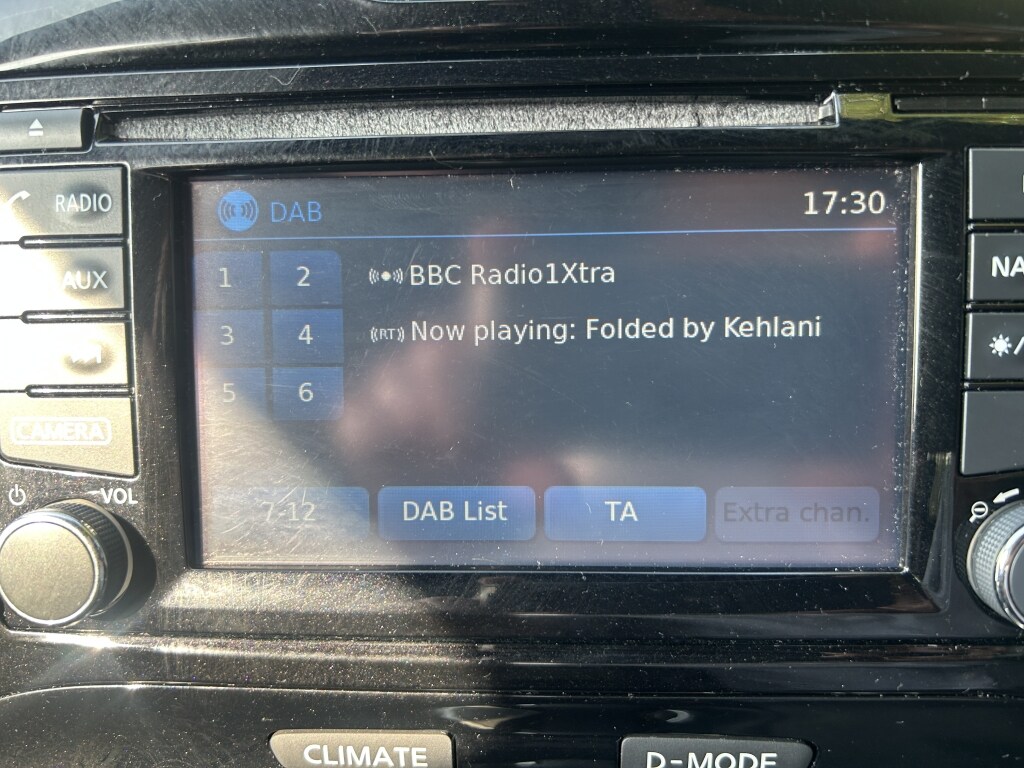 RADIO
AUX
CAMERA
VOL
DAB
17:30
1 2
3 4
5 6
BBC Radio1Xtra
(RT) Now playing: Folded by Kehlani
7-12
DAB List
TA
Extra chan.
NA
CLIMATE
D-MODE